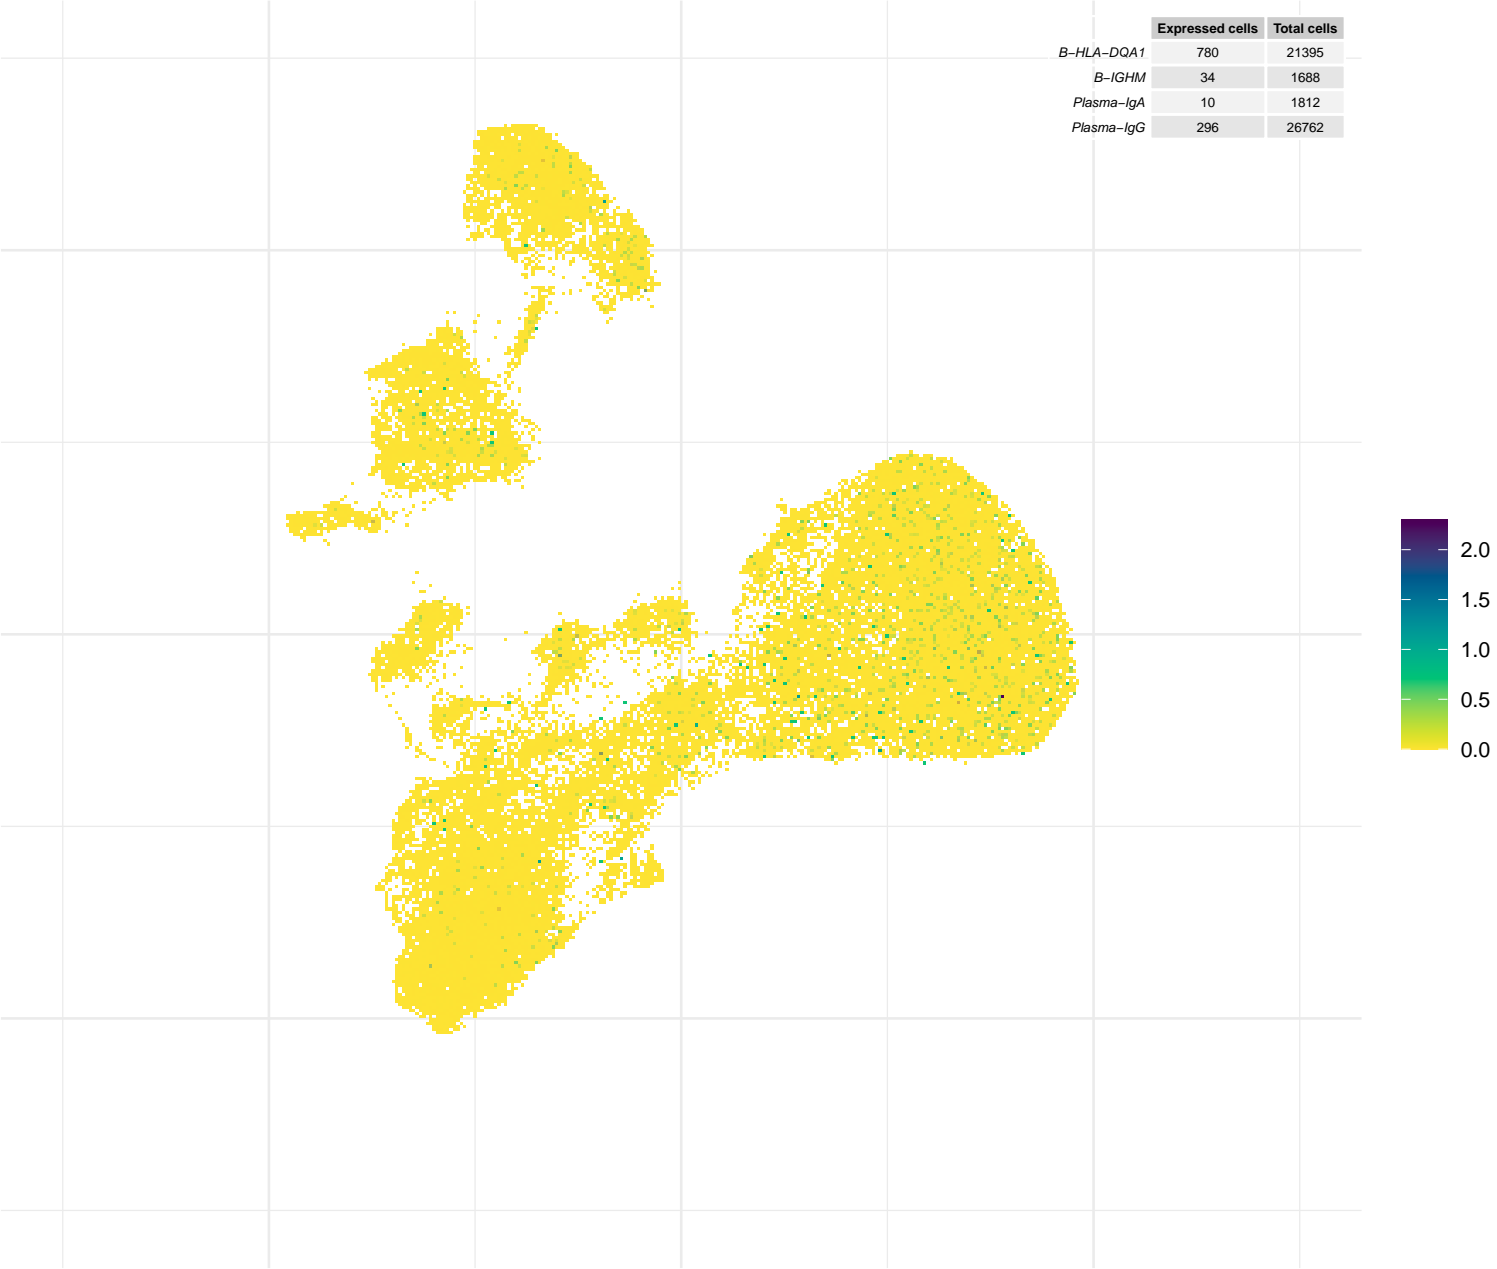 Expressed cells Total cells
B−HLA−DQA1 780 21395
B−IGHM 34 1688
Plasma−IgA 10 1812
Plasma−IgG 296 26762
2.0
1.5
1.0
0.5
0.0